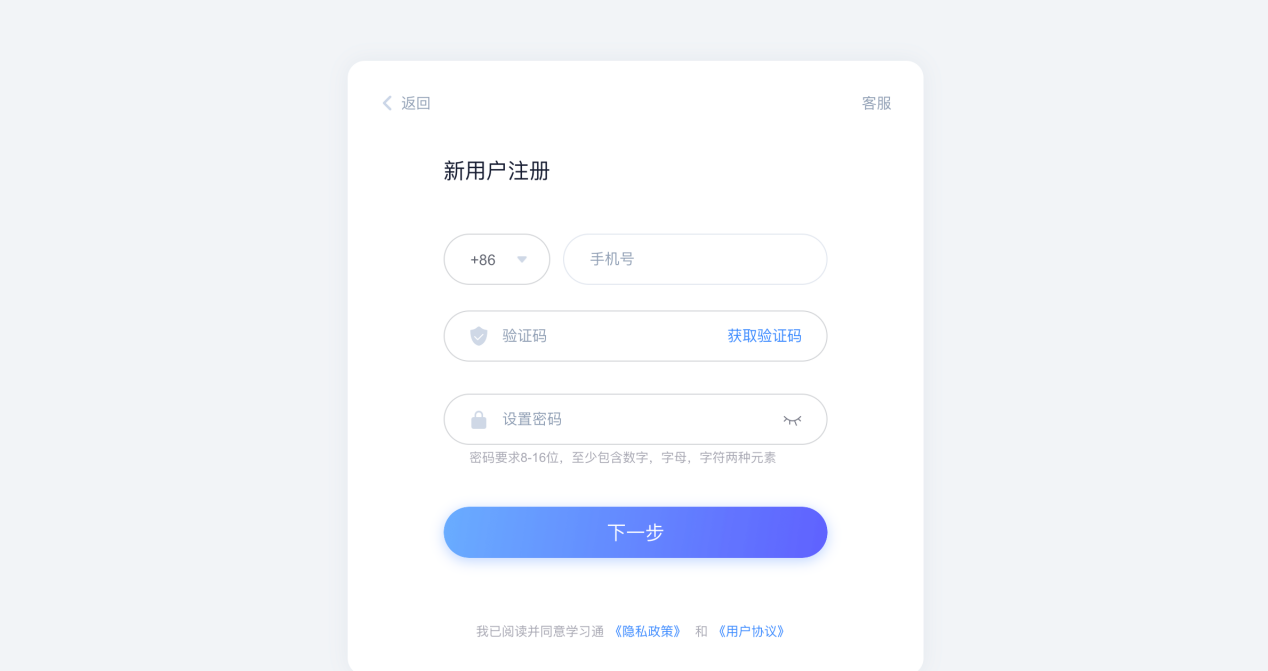 返回 客服
新用户注册
+86 手机号
验证码 获取验证码
设置密码
密码要求8-16位，至少包含数字，字母，字符两种元素
下一步
我已阅读并同意学习通 《隐私政策》 和 《用户协议》